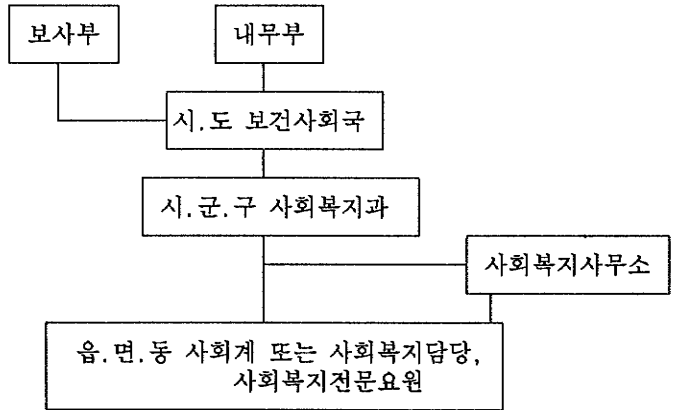 보사부
내무부
시.도 보건사회국
시.군.구 사회복지과
사회복지사무소
읍.면.동 사회계 또는 사회복지담당,
사회복지전문요원